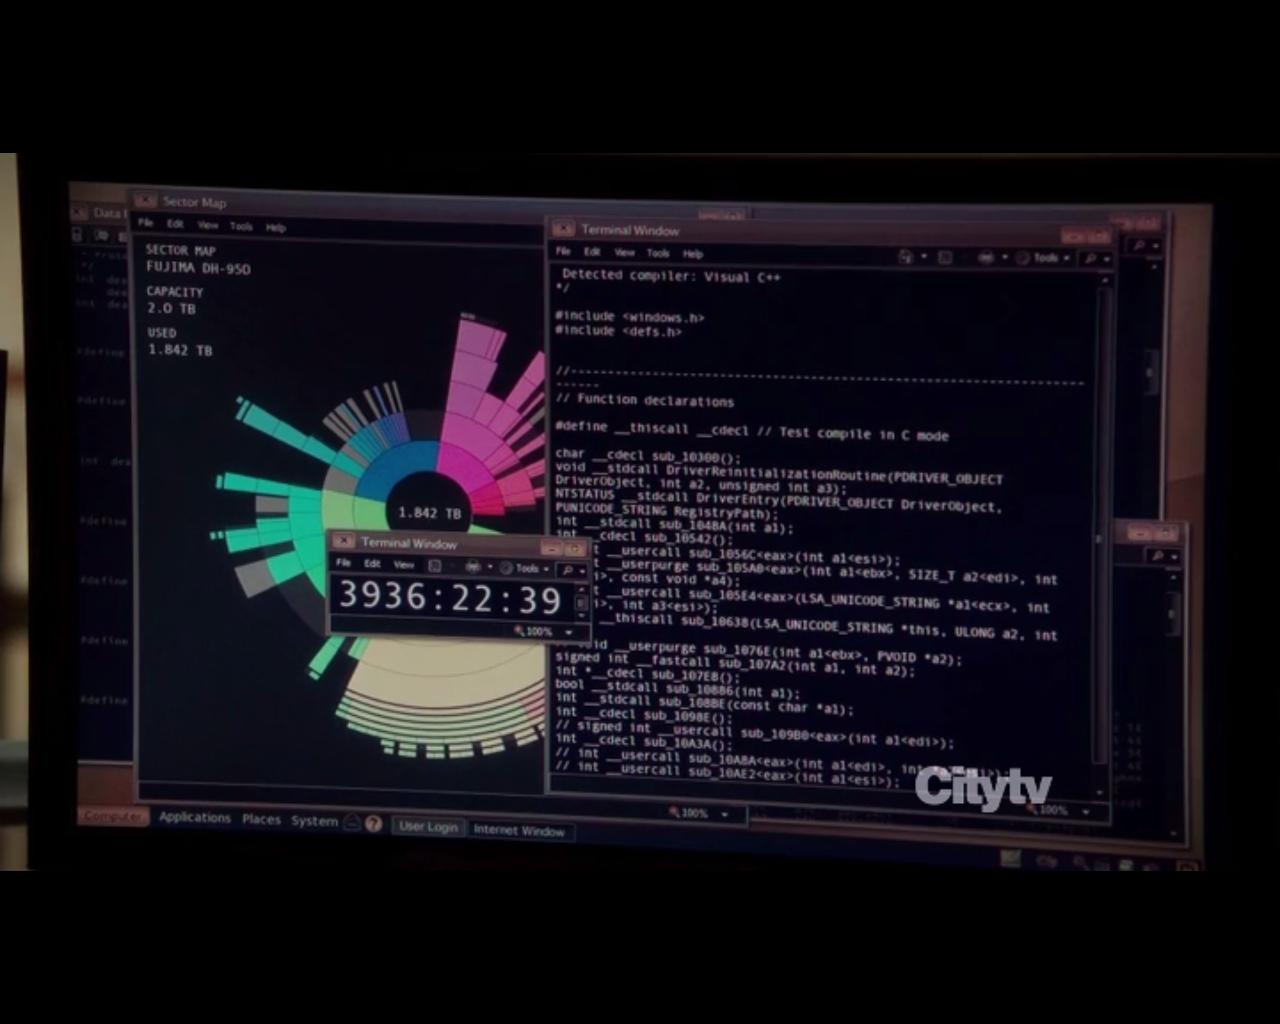 Sector Map
File Edit View Tools Help
SECTOR MAP
FUJIMA DH-95D
CAPACITY
2.0 TB
USED
1.842 TB
1.842 TB
Terminal Window
File Edit View Tools
3936:22:39
100%
Terminal Window
File Edit View Tools Help
Tools
Detected compiler: Visual C++
*/
#include <windows.h>
#include <defs.h>
//--------------------------------------------------------------------------
------
// Function declarations
#define __thiscall __cdecl // Test compile in C mode
char __cdecl sub_10300();
void __stdcall DriverReinitializationRoutine(PDRIVER_OBJECT
DriverObject, int a2, unsigned int a3);
NTSTATUS __stdcall DriverEntry(PDRIVER_OBJECT DriverObject,
PUNICODE_STRING RegistryPath);
int __stdcall sub_104BA(int a1);
int __cdecl sub_10542();
__usercall sub_1056C<eax>(int a1<esi>);
__userpurge sub_105A0<eax>(int a1<ebx>, SIZE_T a2<edi>, int
>, const void *a4);
__usercall sub_105E4<eax>(LSA_UNICODE_STRING *a1<ecx>, int
>, int a3<esi>);
__thiscall sub_10638(LSA_UNICODE_STRING *this, ULONG a2, int
void __userpurge sub_1076E(int a1<ebx>, PVOID *a2);
signed int __fastcall sub_107A2(int a1, int a2);
int *__cdecl sub_107E8();
bool __stdcall sub_10886(int a1);
int __stdcall sub_108BE(const char *a1);
int __cdecl sub_1098E();
// signed int __usercall sub_109B0<eax>(int a1<edi>);
int __cdecl sub_10A3A();
// int __usercall sub_10A8A<eax>(int a1<edi>,
// int __usercall sub_10AE2<eax>(int a1<esi>);
100%
100%
Computer Applications Places System ? User Login Internet Window
Citytv